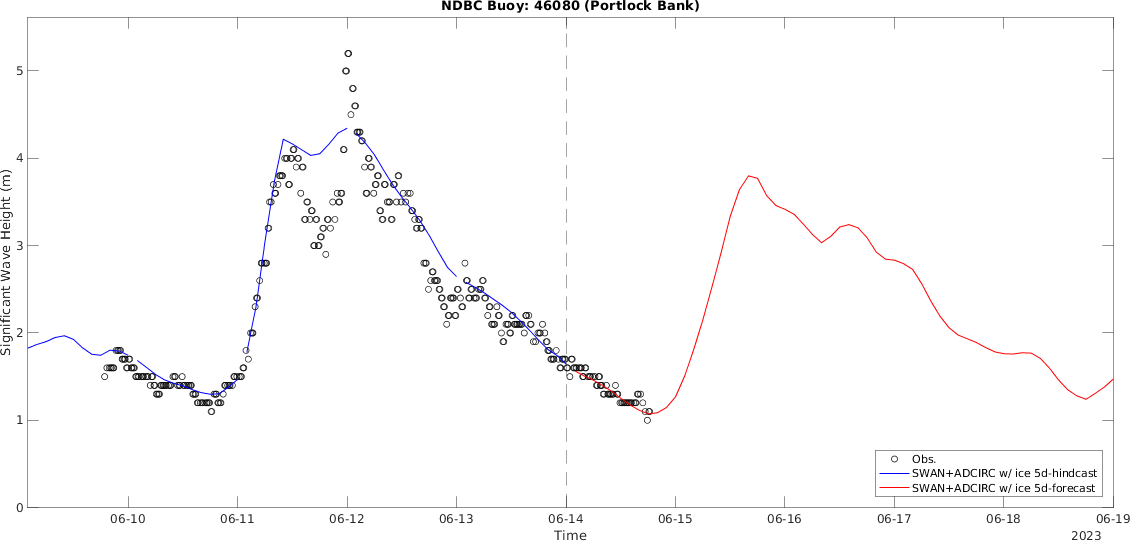 NDBC Buoy: 46080 (Portlock Bank)
Significant Wave Height (m)
5
4
3
2
1
0
Obs.
SWAN+ADCIRC w/ ice 5d-hindcast
SWAN+ADCIRC w/ ice 5d-forecast
06-10 06-11 06-12 06-13 06-14 06-15 06-16 06-17 06-18 06-19
Time
2023